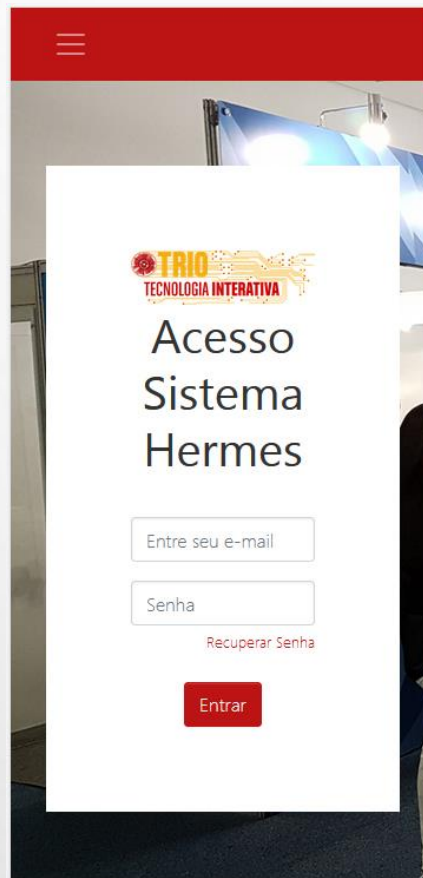 TRIO
TECNOLOGIA INTERATIVA
Acesso
Sistema
Hermes
Entre seu e-mail
Senha
Recuperar Senha
Entrar